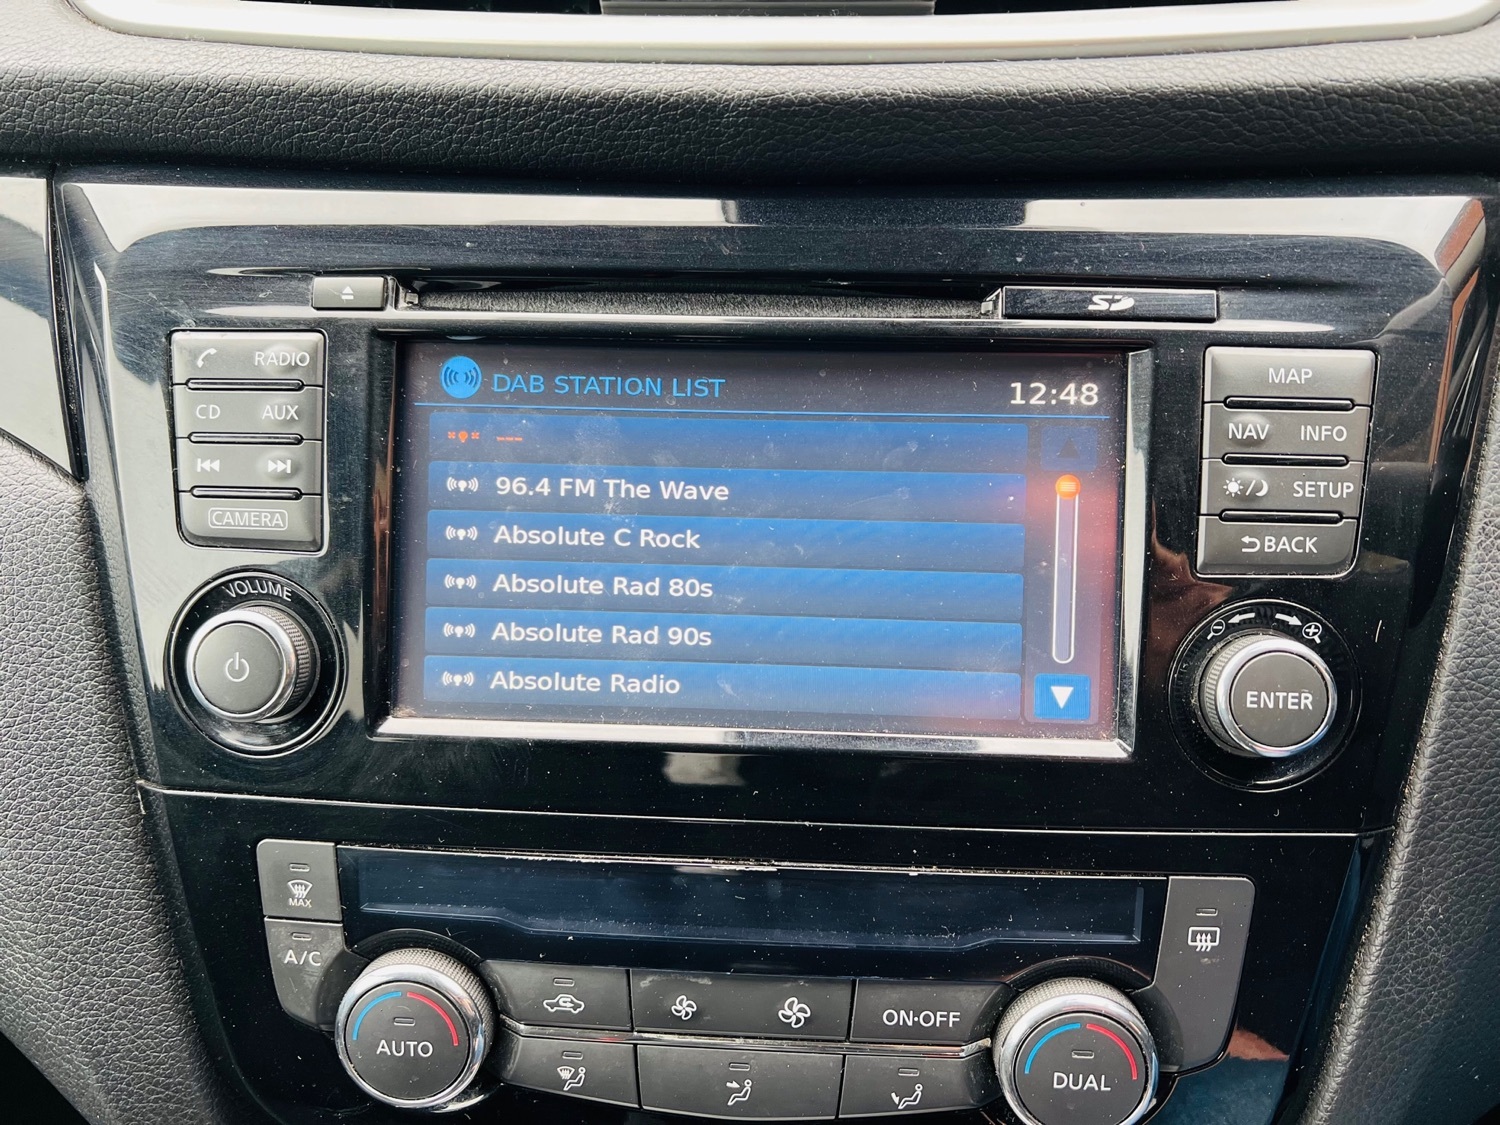 SD
RADIO
CD AUX
CAMERA
VOLUME
DAB STATION LIST 12:48
---
96.4 FM The Wave
Absolute C Rock
Absolute Rad 80s
Absolute Rad 90s
Absolute Radio
MAP
NAV INFO
SETUP
BACK
ENTER
MAX
A/C
AUTO
ON·OFF
DUAL